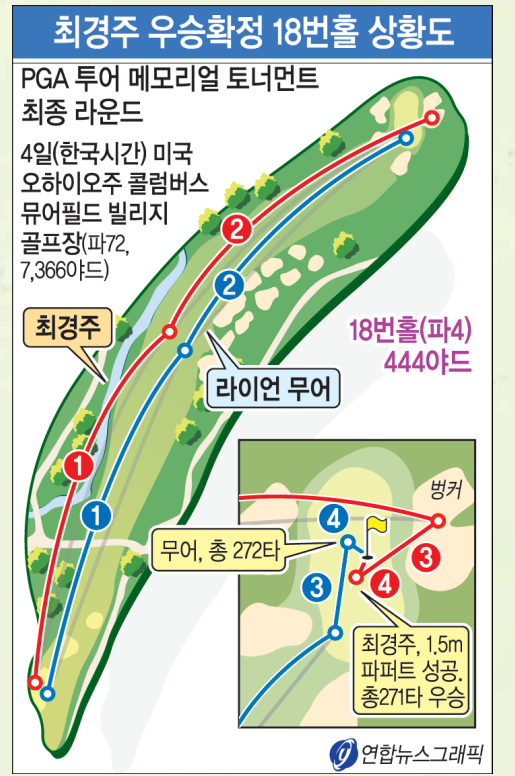 최경주 우승확정 18번홀 상황도
PGA 투어 메모리얼 토너먼트
최종 라운드
4일(한국시간) 미국
오하이오주 콜럼버스
뮤어필드 빌리지
골프장(파72,
7,3660야드)
2
2
최경주
18번홀(파4)
444야드
라이언 무어
1
1
벙커
4
무어, 총 272타
3
3
4
최경주, 1.5m
파퍼트 성공.
총271타 우승
y 연합뉴스그래픽